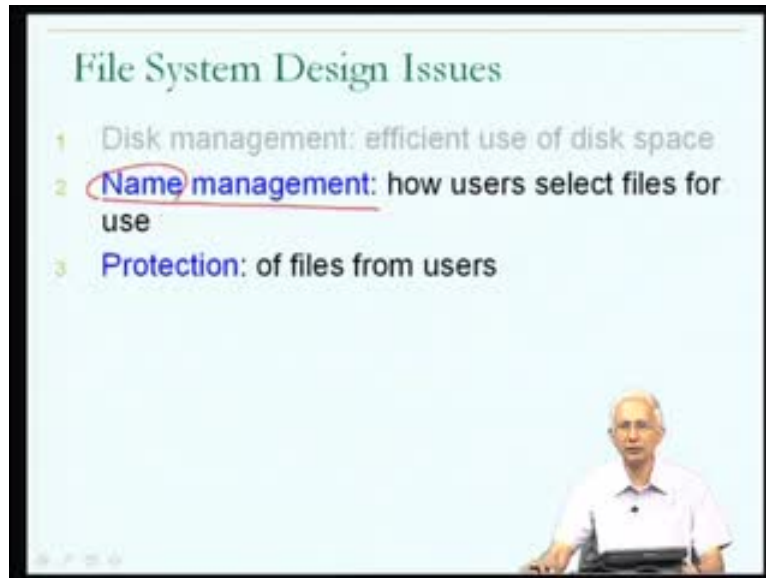 File System Design Issues
1 Disk management: efficient use of disk space
2 Name management: how users select files for
use
3 Protection: of files from users